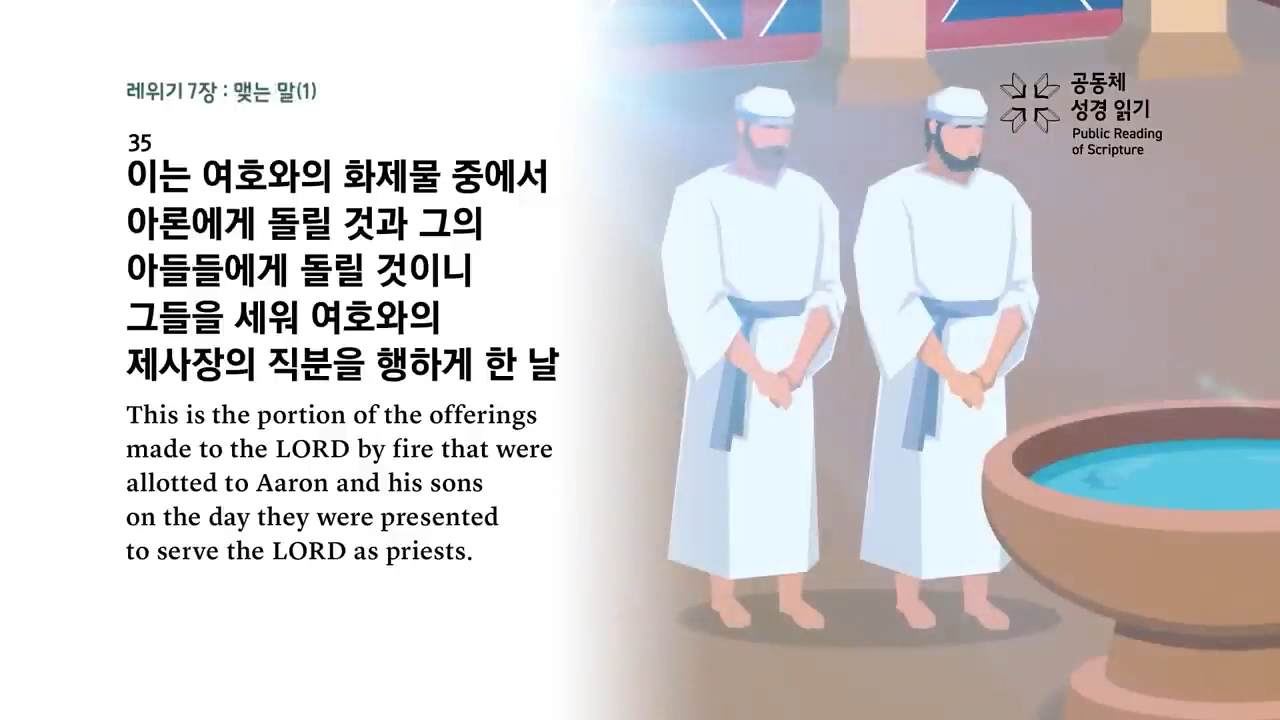 레위기 7장 : 맺는 말(1)
35
이는 여호와의 화제물 중에서
아론에게 돌릴 것과 그의
아들들에게 돌릴 것이니
그들을 세워 여호와의
제사장의 직분을 행하게 한 날
This is the portion of the offerings
made to the LORD by fire that were
allotted to Aaron and his sons
on the day they were presented
to serve the LORD as priests.
공동체
성경 읽기
Public Reading
of Scripture